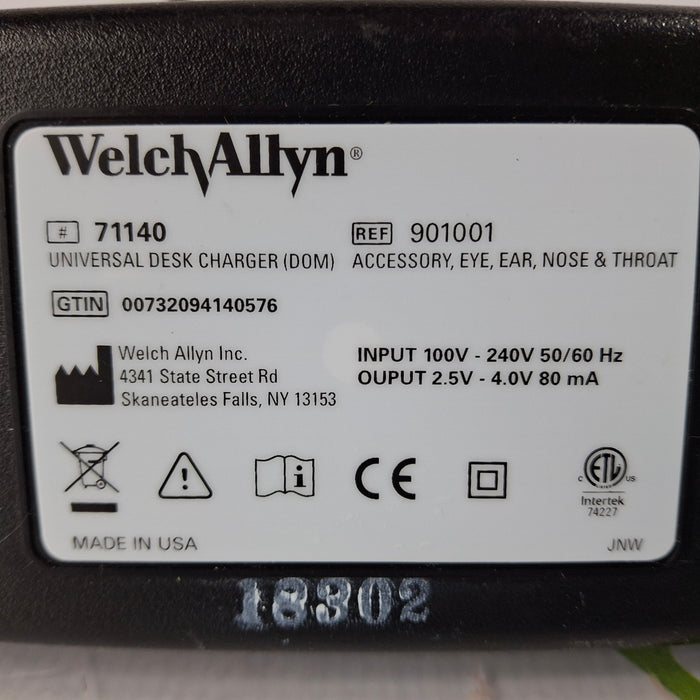 WelchAllyn®
# 71140
UNIVERSAL DESK CHARGER (DOM)
REF 901001
ACCESSORY, EYE, EAR, NOSE & THROAT
GTIN 00732094140576
Welch Allyn Inc.
4341 State Street Rd
Skaneateles Falls, NY 13153
INPUT 100V - 240V 50/60 Hz
OUPUT 2.5V - 4.0V 80 mA
! i CE
c ETL us
Intertek
74227
MADE IN USA
JNW
18302